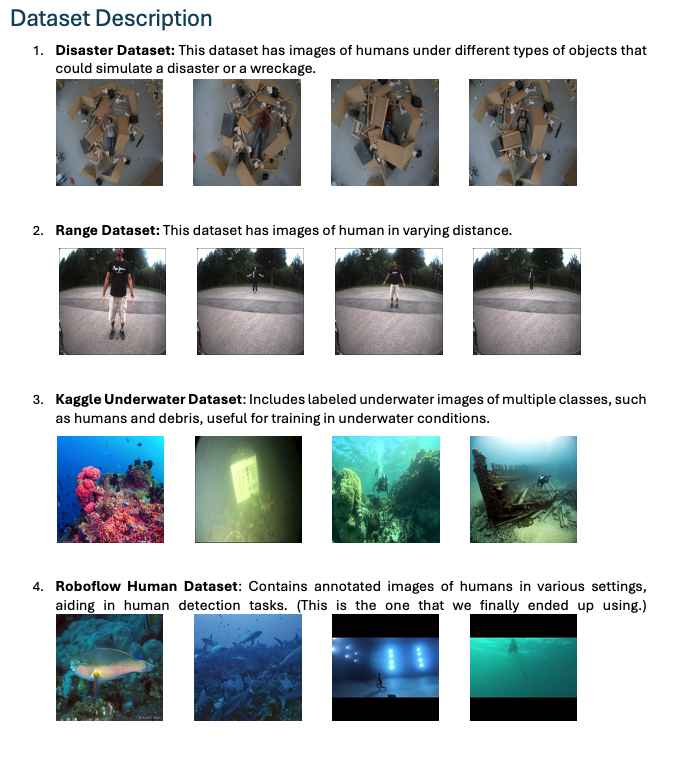 Dataset Description
1. Disaster Dataset: This dataset has images of humans under different types of objects that
could simulate a disaster or a wreckage.
2. Range Dataset: This dataset has images of human in varying distance.
3. Kaggle Underwater Dataset: Includes labeled underwater images of multiple classes, such
as humans and debris, useful for training in underwater conditions.
4. Roboflow Human Dataset: Contains annotated images of humans in various settings,
aiding in human detection tasks. (This is the one that we finally ended up using.)